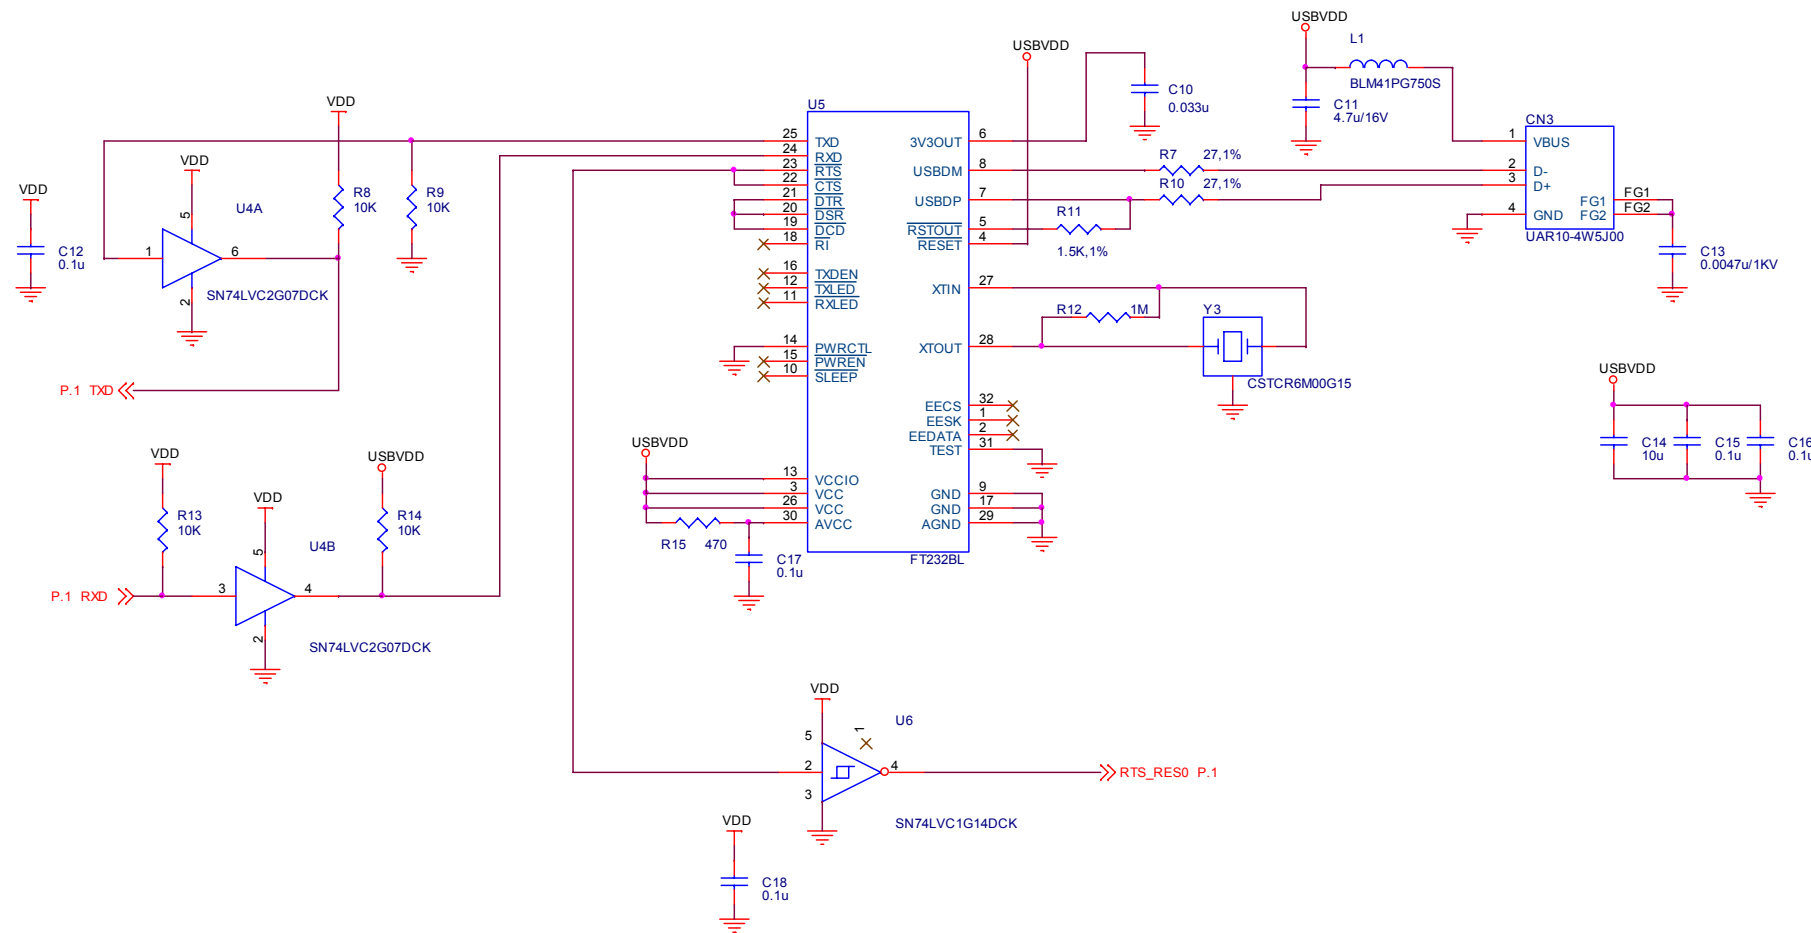 USBVDD
L1
BLM41PG750S
C11
4.7u/16V
USBVDD
C10
0.033u
CN3
1 VBUS
2 D-
3 D+
4 GND
FG1 FG1
FG2 FG2
UAR10-4W5J00
C13
0.0047u/1KV
R7 27,1%
R10 27,1%
R11
1.5K,1%
R12 1M
Y3
CSTCR6M00G15
U5
25 TXD
24 RXD
23 RTS
22 CTS
21 DTR
20 DSR
19 DCD
18 RI
16 TXDEN
12 TXLED
11 RXLED
14 PWRCTL
15 PWREN
10 SLEEP
13 VCCIO
3 VCC
26 VCC
30 AVCC
3V3OUT 6
USBDM 8
USBDP 7
RSTOUT 5
RESET 4
XTIN 27
XTOUT 28
EECS 32
EESK 1
EEDATA 2
TEST 31
GND 9
GND 17
AGND 29
FT232BL
VDD
R8
10K
R9
10K
VDD
U4A
5
1
6
2
SN74LVC2G07DCK
VDD
C12
0.1u
P.1 TXD
VDD
R13
10K
VDD
U4B
5
3
4
2
SN74LVC2G07DCK
USBVDD
R14
10K
P.1 RXD
USBVDD
R15 470
C17
0.1u
USBVDD
C14
10u
C15
0.1u
C16
0.1u
VDD
U6
5
1
2
4
3
SN74LVC1G14DCK
RTS_RES0 P.1
VDD
C18
0.1u